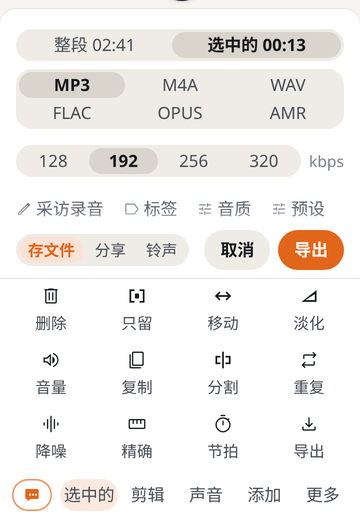 整段 02:41 选中的 00:13
MP3 M4A WAV
FLAC OPUS AMR
128 192 256 320 kbps
采访录音 标签 音质 预设
存文件 分享 铃声 取消 导出
删除 只留 移动 淡化
音量 复制 分割 重复
降噪 精确 节拍 导出
选中的 剪辑 声音 添加 更多